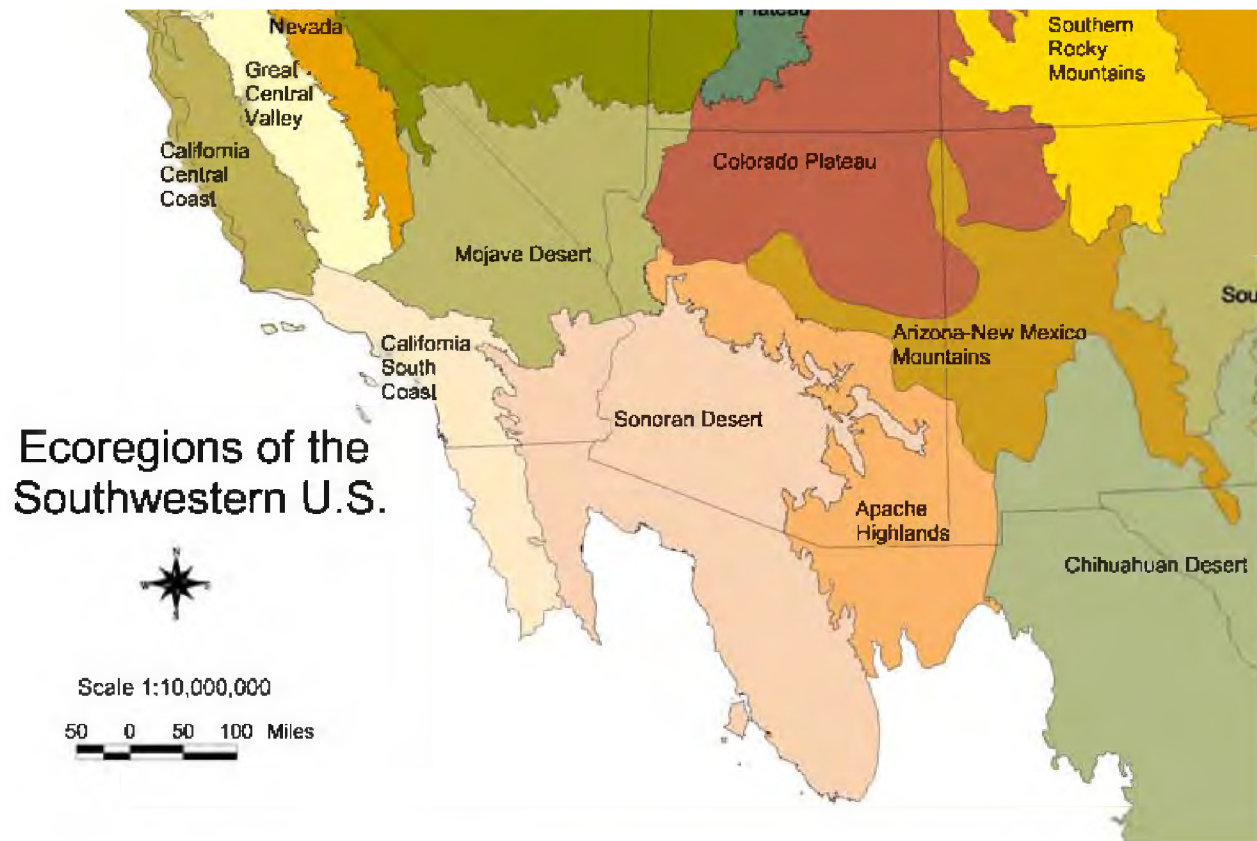 Plateau
Nevada
Southern
Rocky
Mountains
Great
Central
Valley
California
Central
Coast
Colorado Plateau
Mojave Desert
Sou
Arizona-New Mexico
Mountains
California
South
Coast
Sonoran Desert
Ecoregions of the
Southwestern U.S.
Apache
Highlands
Chihuahuan Desert
N
W
E
S
Scale 1:10,000,000
50 0 50 100 Miles